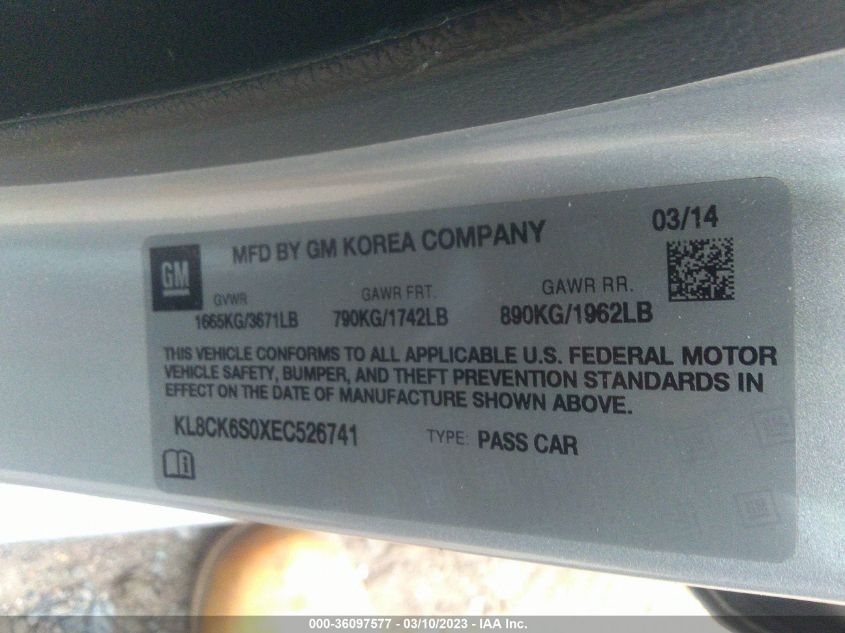 03/14
GM
MFD BY GM KOREA COMPANY
GVWR GAWR FRT. GAWR RR.
1665KG/3671LB 790KG/1742LB 890KG/1962LB
THIS VEHICLE CONFORMS TO ALL APPLICABLE U.S. FEDERAL MOTOR
VEHICLE SAFETY, BUMPER, AND THEFT PREVENTION STANDARDS IN
EFFECT ON THE DATE OF MANUFACTURE SHOWN ABOVE.
KL8CK6S0XEC526741 TYPE: PASS CAR
GM
GM
000-36097577 — 03/10/2023 — IAA Inc.